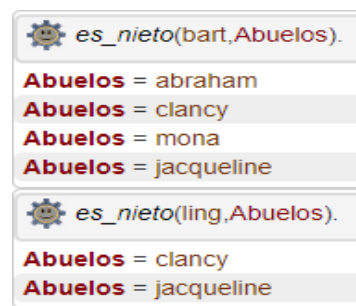 es_nieto(bart,Abuelos).
Abuelos = abraham
Abuelos = clancy
Abuelos = mona
Abuelos = jacqueline
es_nieto(ling,Abuelos).
Abuelos = clancy
Abuelos = jacqueline